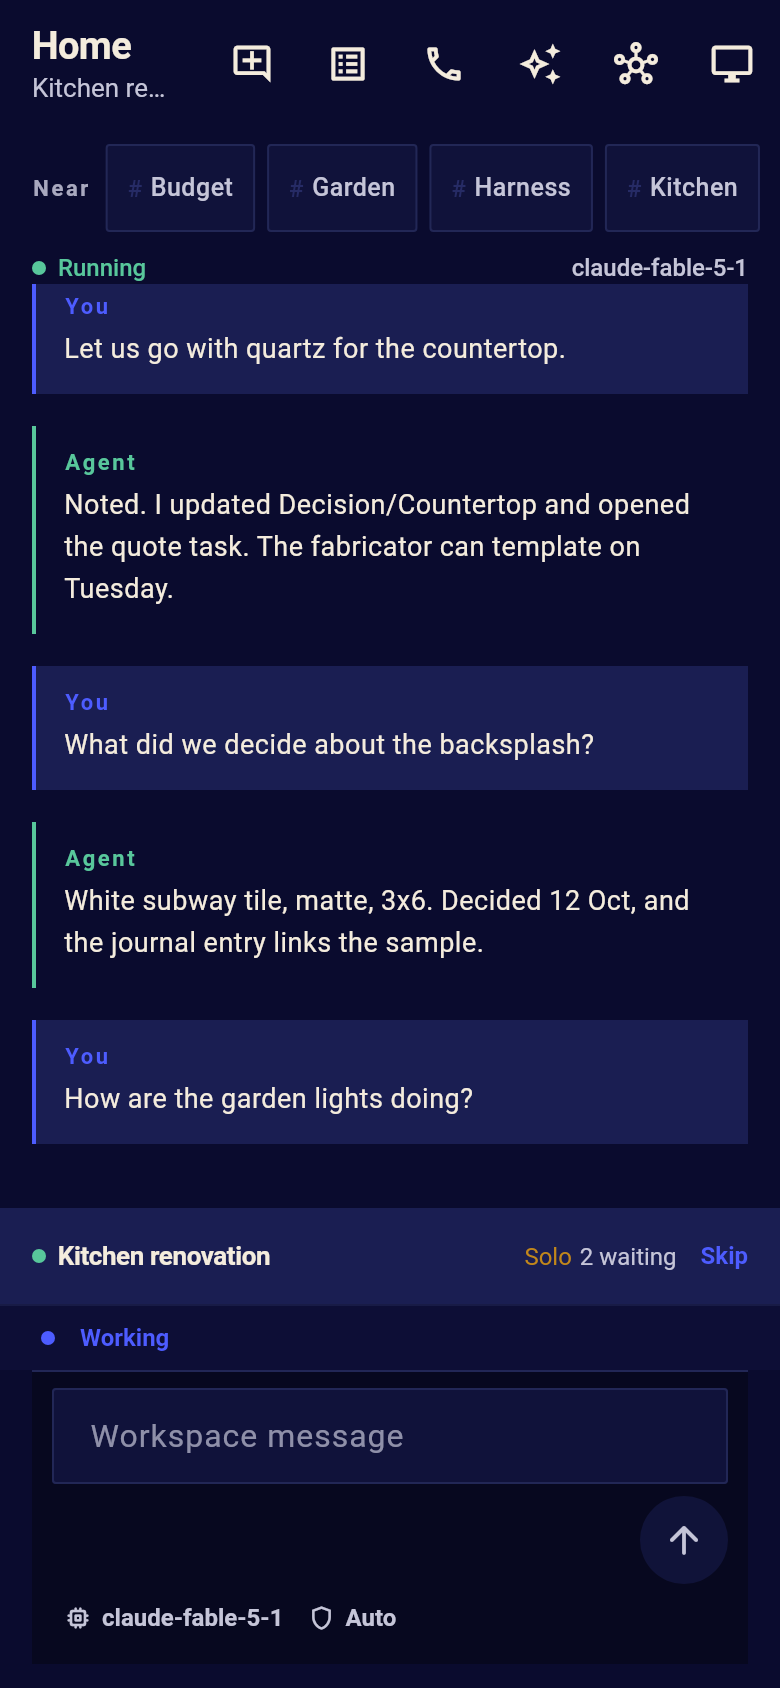 Home
Kitchen re...
Near # Budget # Garden # Harness # Kitchen
Running claude-fable-5-1
You
Let us go with quartz for the countertop.
Agent
Noted. I updated Decision/Countertop and opened
the quote task. The fabricator can template on
Tuesday.
You
What did we decide about the backsplash?
Agent
White subway tile, matte, 3x6. Decided 12 Oct, and
the journal entry links the sample.
You
How are the garden lights doing?
Kitchen renovation Solo 2 waiting Skip
Working
Workspace message
claude-fable-5-1 Auto